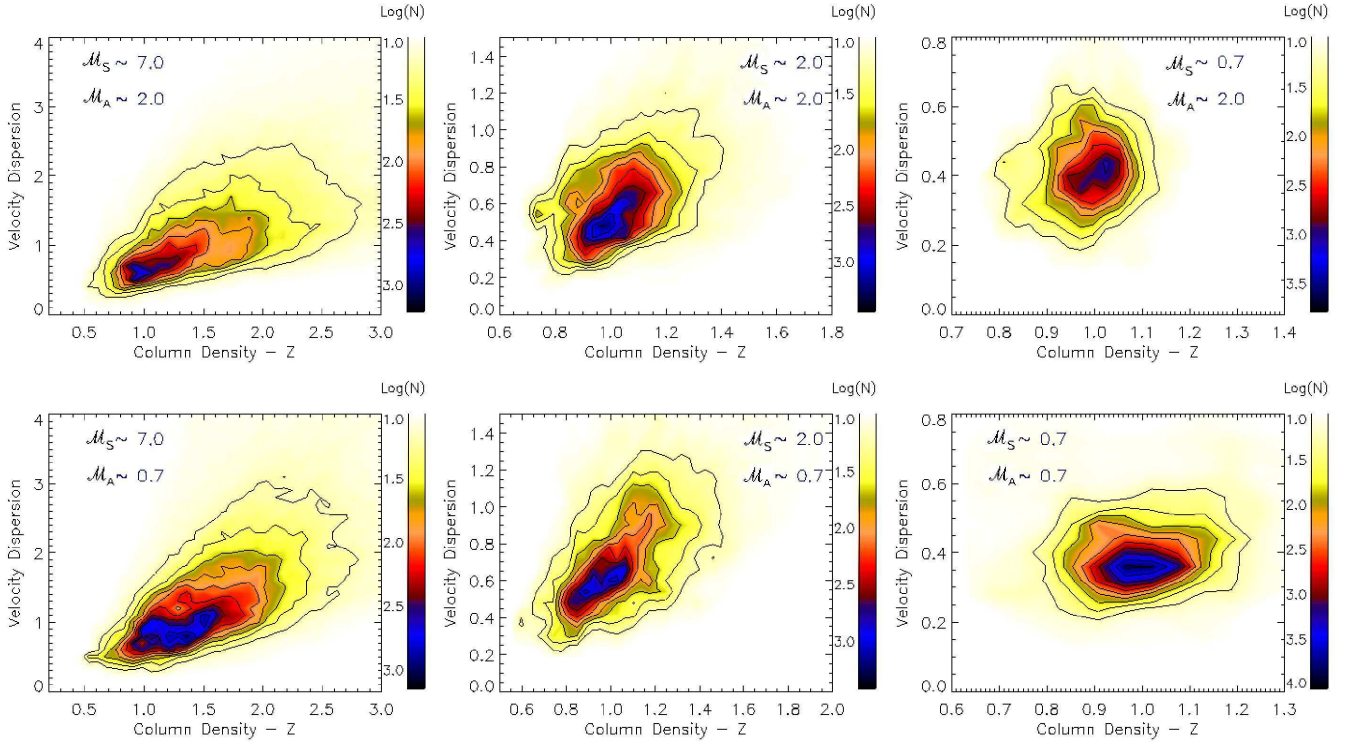 Log(N)
Log(N)
Log(N)
ℳS ~ 7.0
ℳA ~ 2.0
ℳS ~ 2.0
ℳA ~ 2.0
ℳS ~ 0.7
ℳA ~ 2.0
Velocity Dispersion
4
3
2
1
0
0.5 1.0 1.5 2.0 2.5 3.0
Column Density – Z
1.0
1.5
2.0
2.5
3.0
Velocity Dispersion
1.4
1.2
1.0
0.8
0.6
0.4
0.2
0.0
0.6 0.8 1.0 1.2 1.4 1.6 1.8
Column Density – Z
1.0
1.5
2.0
2.5
3.0
Velocity Dispersion
0.8
0.6
0.4
0.2
0.0
0.6 0.7 0.8 0.9 1.0 1.1 1.2 1.3 1.4
Column Density – Z
1.0
1.5
2.0
2.5
3.0
3.5
Log(N)
Log(N)
Log(N)
ℳS ~ 7.0
ℳA ~ 0.7
ℳS ~ 2.0
ℳA ~ 0.7
ℳS ~ 0.7
ℳA ~ 0.7
Velocity Dispersion
4
3
2
1
0
0.5 1.0 1.5 2.0 2.5 3.0
Column Density – Z
1.0
1.5
2.0
2.5
3.0
Velocity Dispersion
1.4
1.2
1.0
0.8
0.6
0.4
0.2
0.0
0.6 0.8 1.0 1.2 1.4 1.6 1.8 2.0
Column Density – Z
1.0
1.5
2.0
2.5
3.0
Velocity Dispersion
0.8
0.6
0.4
0.2
0.0
0.6 0.7 0.8 0.9 1.0 1.1 1.2 1.3
Column Density – Z
1.0
1.5
2.0
2.5
3.0
3.5
4.0